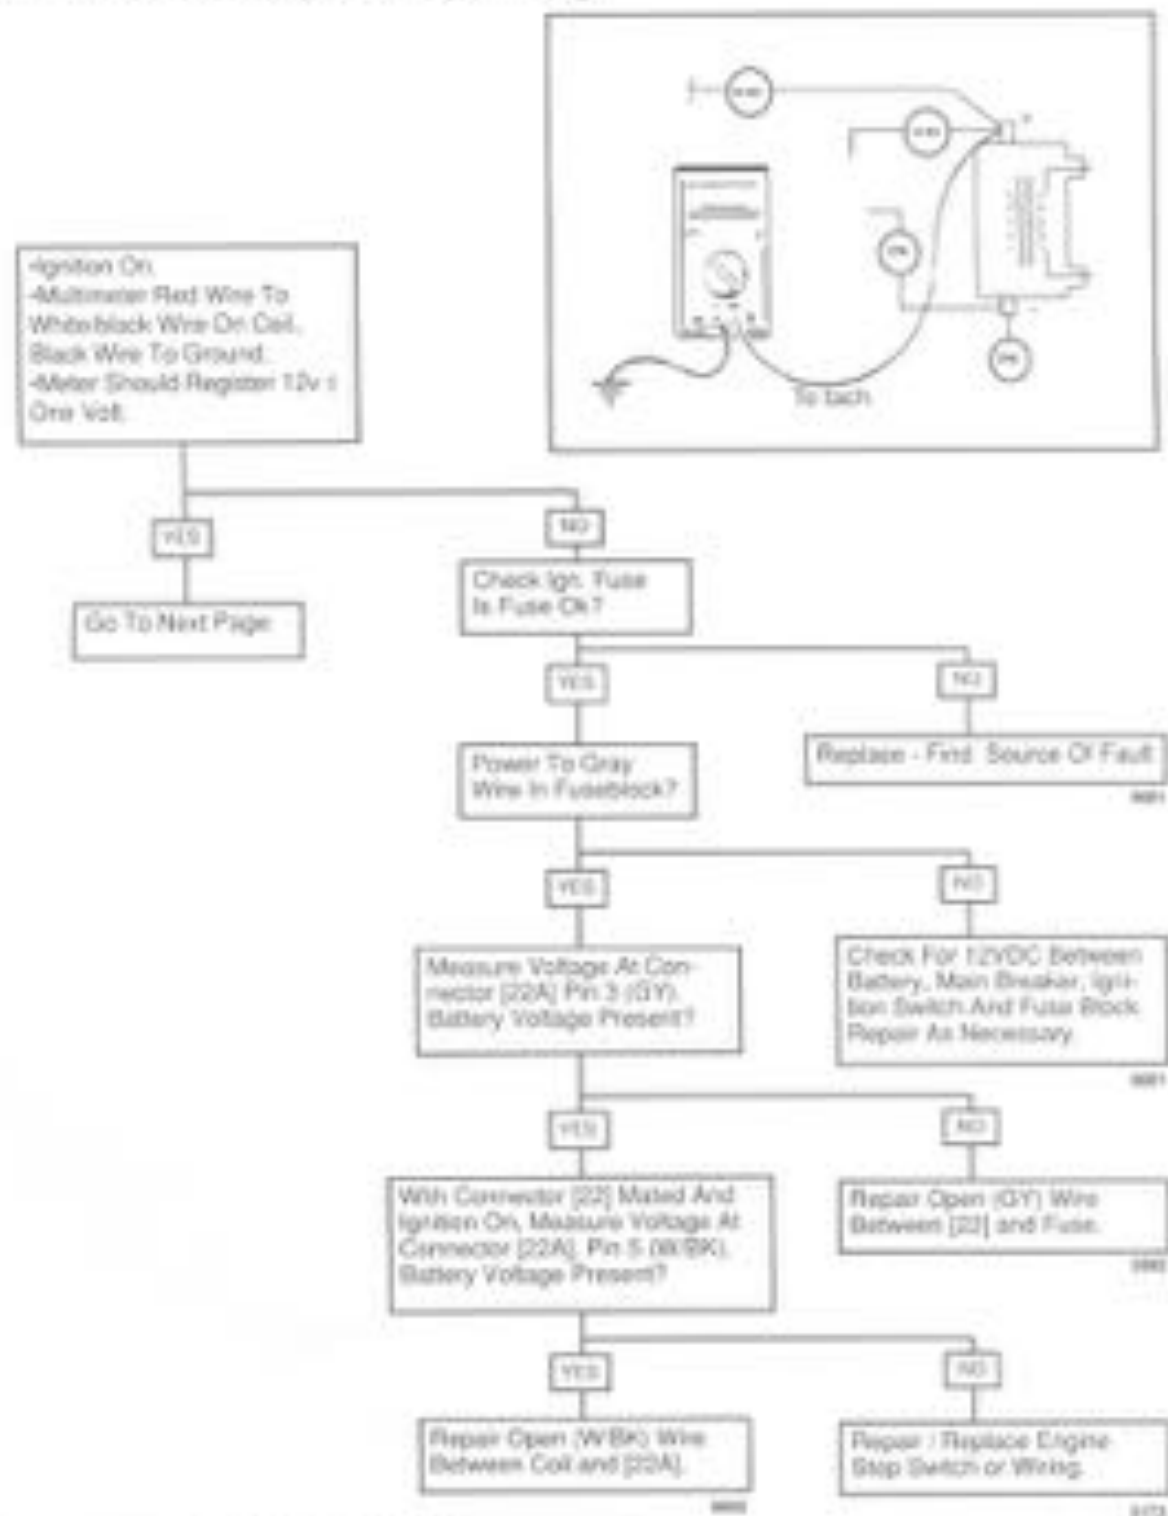 To tach.
•Ignition On.
•Multimeter Red Wire To
White/black Wire On Coil,
Black Wire To Ground.
•Meter Should Register 12v ±
One Volt.
YES
NO
Go To Next Page
Check Ign. Fuse
Is Fuse Ok?
YES
NO
Power To Gray
Wire In Fuseblock?
Replace - Find Source Of Fault
YES
NO
Measure Voltage At Con-
nector [22A] Pin 3 (GY).
Battery Voltage Present?
Check For 12VDC Between
Battery, Main Breaker, Igni-
tion Switch And Fuse Block.
Repair As Necessary.
YES
NO
With Connector [22] Mated And
Ignition On, Measure Voltage At
Connector [22A], Pin 5 (W/BK).
Battery Voltage Present?
Repair Open (GY) Wire
Between [22] and Fuse.
YES
NO
Repair Open (W/BK) Wire
Between Coil and [22A].
Repair / Replace Engine
Stop Switch or Wiring.